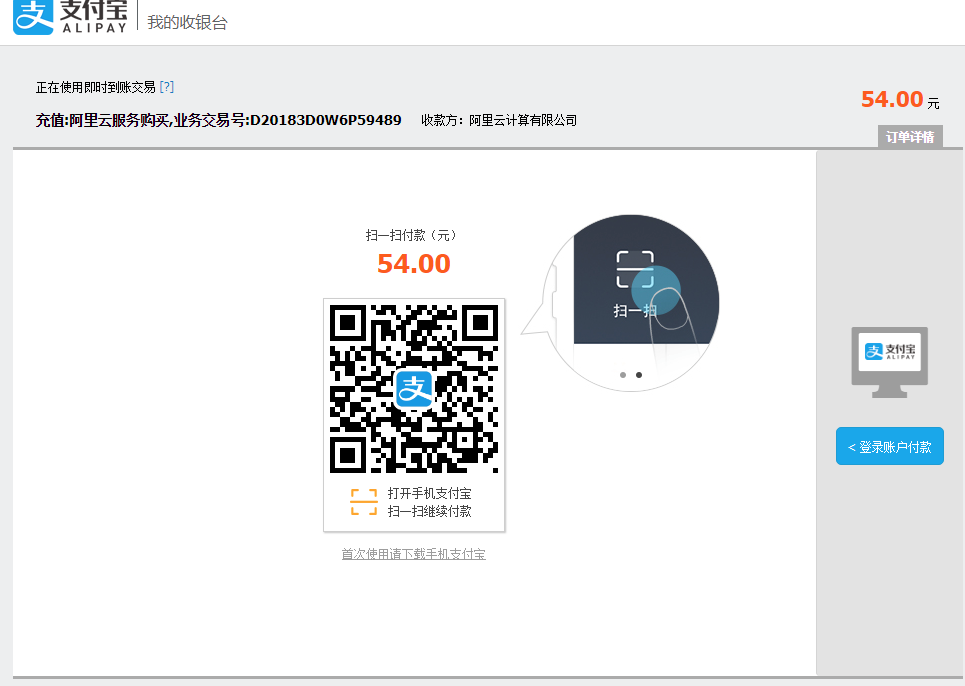 支付宝
ALIPAY
我的收银台
正在使用即时到账交易 [?]
充值:阿里云服务购买,业务交易号:D20183D0W6P59489 收款方：阿里云计算有限公司
54.00 元
订单详情
扫一扫付款（元）
54.00
扫一扫
支
打开手机支付宝
扫一扫继续付款
首次使用请下载手机支付宝
支付宝
ALIPAY
< 登录账户付款